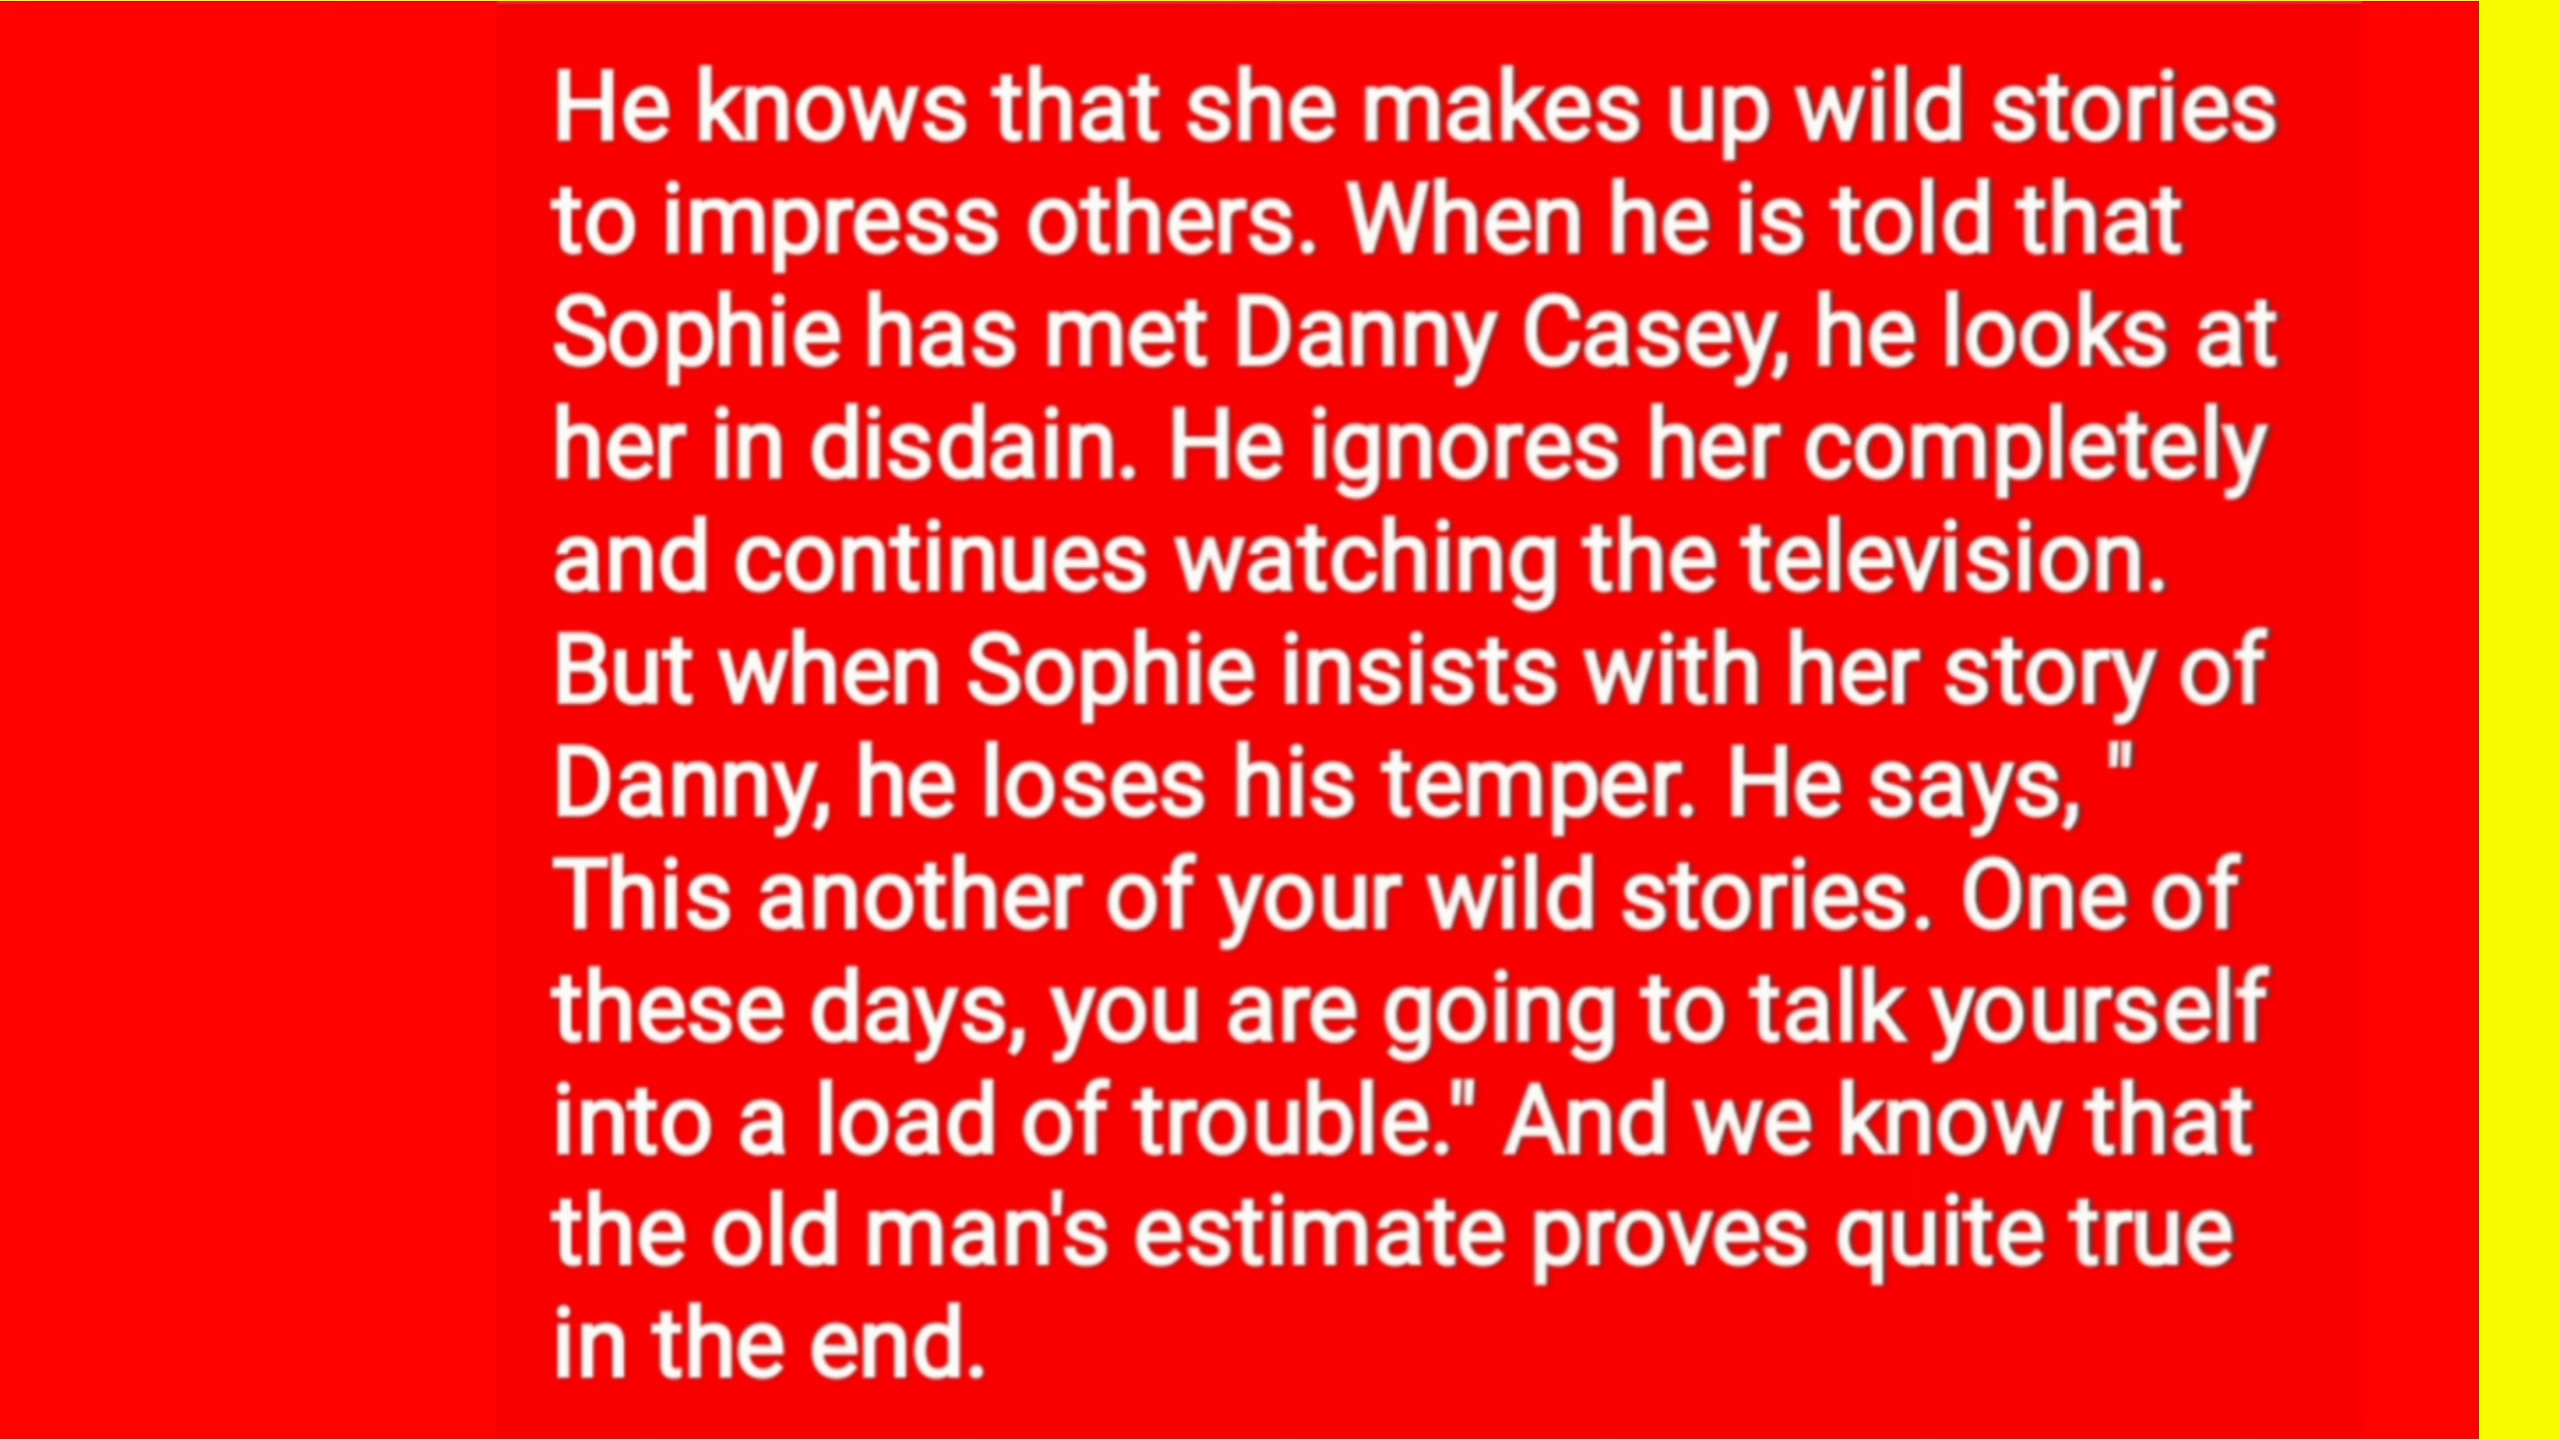 He knows that she makes up wild stories
to impress others. When he is told that
Sophie has met Danny Casey, he looks at
her in disdain. He ignores her completely
and continues watching the television.
But when Sophie insists with her story of
Danny, he loses his temper. He says, "
This another of your wild stories. One of
these days, you are going to talk yourself
into a load of trouble." And we know that
the old man's estimate proves quite true
in the end.